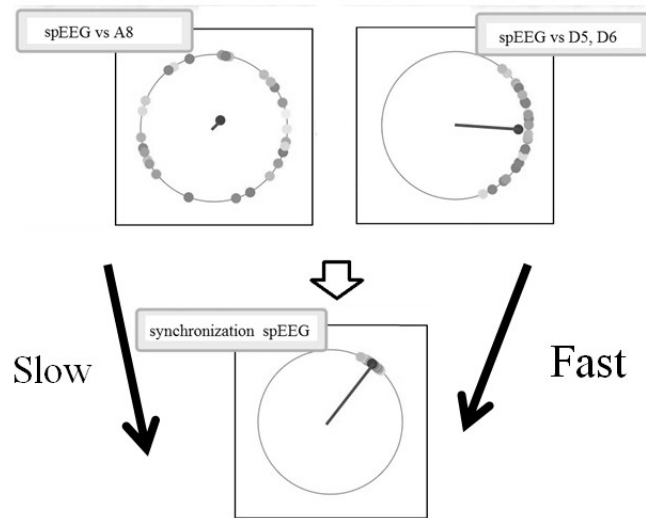 spEEG vs A8
spEEG vs D5, D6
synchronization spEEG
Slow
Fast